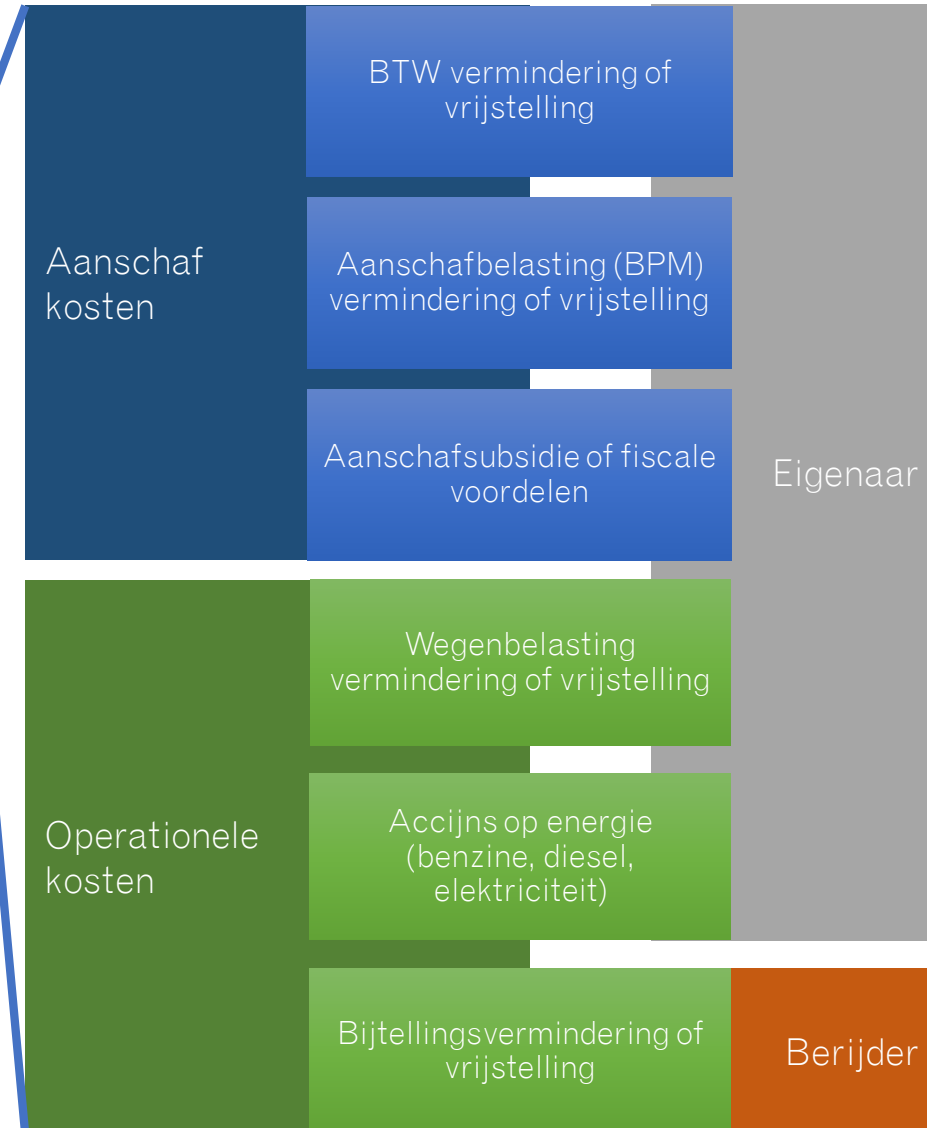 BTW vermindering of
vrijstelling
Aanschaf
kosten
Aanschafbelasting (BPM)
vermindering of vrijstelling
Aanschafsubsidie of fiscale
voordelen
Eigenaar
Wegenbelasting
vermindering of vrijstelling
Operationele
kosten
Accijns op energie
(benzine, diesel,
elektriciteit)
Bijtellingsvermindering of
vrijstelling
Berijder